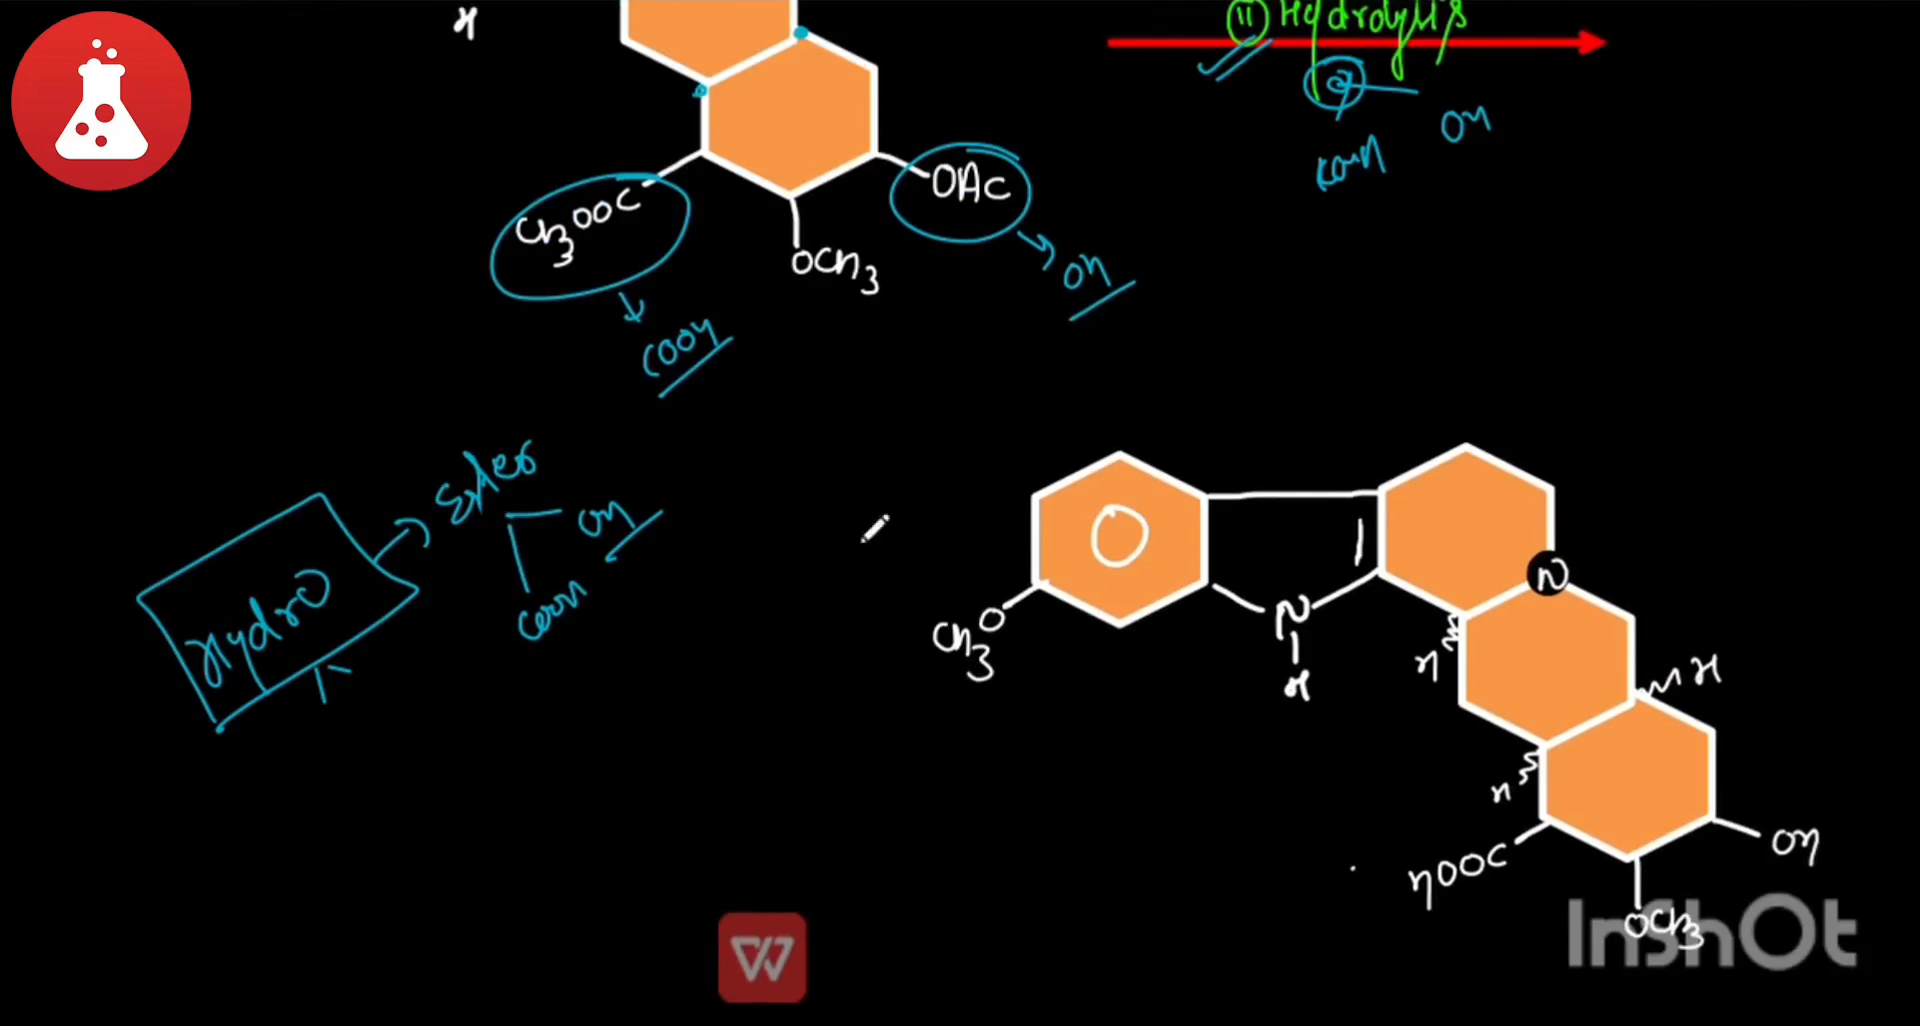 H
II Hydrolysis
KOH
OH
CH3OOC
OAc
OCH3
COOH
OH
Hydro
Ester
OH
COOH
CH3O
N
H
N
H
H
H
HOOC
OH
OCH3
InShOt
W